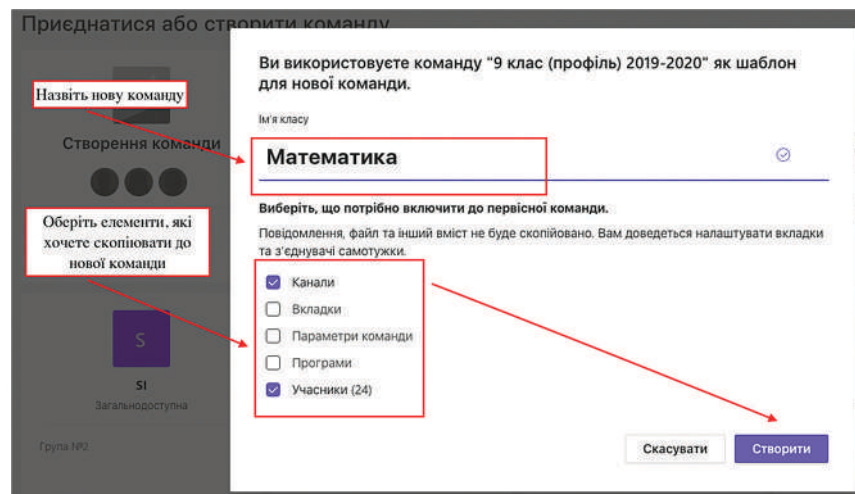 Приєднатися або створити команду
Ви використовуєте команду "9 клас (профіль) 2019-2020" як шаблон
для нової команди.
Назвіть нову команду
Ім'я класу
Створення команди
Математика
Виберіть, що потрібно включити до первісної команди.
Оберіть елементи, які
хочете скопіювати до
нової команди
Повідомлення, файл та інший вміст не буде скопійовано. Вам доведеться налаштувати вкладки
та з'єднувачі самотужки.
Канали
Вкладки
Параметри команди
Програми
Учасники (24)
S
SI
Загальнодоступна
Група №2
Скасувати
Створити